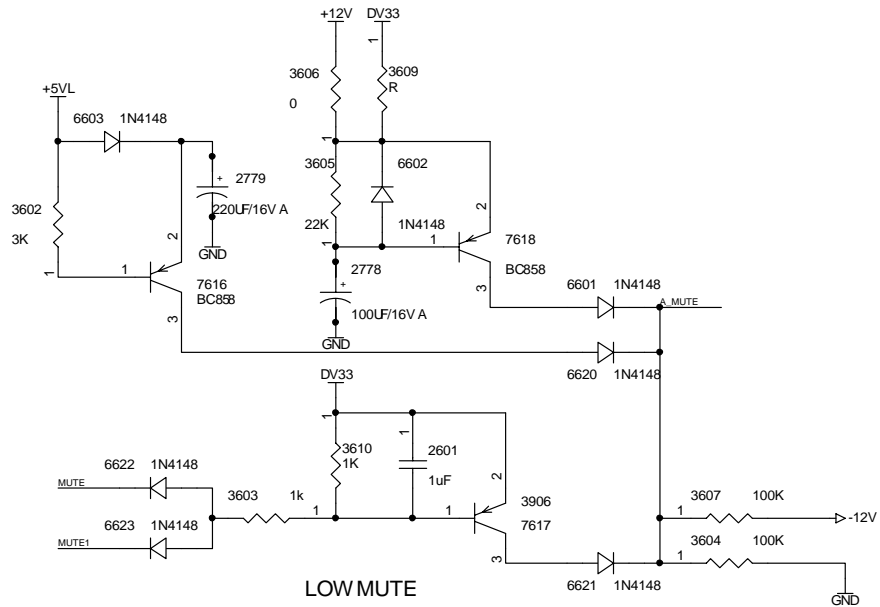 +12V
DV33
1
3606
0
3609
R
+5VL
6603
1N4148
1
3605
22K
6602
1N4148
2779
+
220UF/16V A
GND
3602
3K
1
2
1
7616
BC858
3
2
1
7618
BC858
3
2778
+
100UF/16V A
GND
6601
1N4148
A_MUTE
6620
1N4148
DV33
1
3610
1K
1
2601
1uF
6622
1N4148
MUTE
3603
1k
1
6623
1N4148
MUTE1
2
1
3906
7617
3
6621
1N4148
3607
100K
1
-12V
3604
100K
1
GND
LOW MUTE